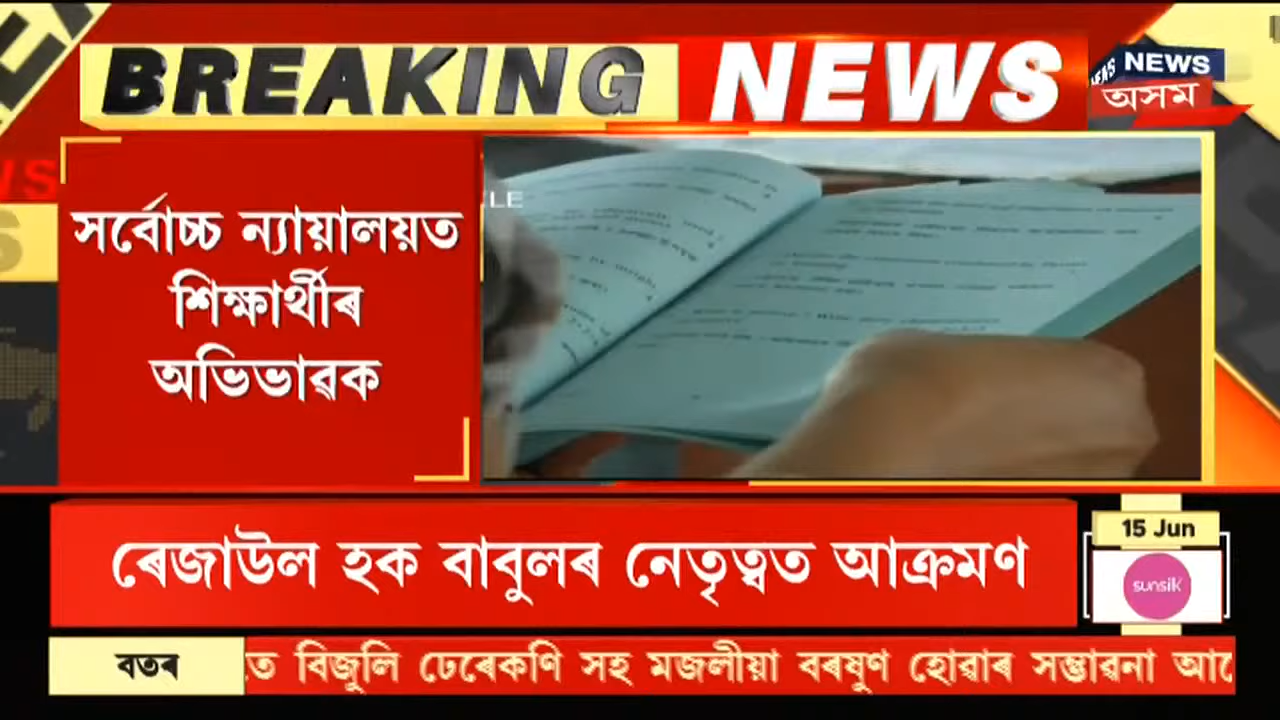 BREAKING NEWS
NEWS
অসম
সৰ্বোচ্চ ন্যায়ালয়ত
শিক্ষাৰ্থীৰ
অভিভাৱক
ৰেজাউল হক বাবুলৰ নেতৃত্বত আক্ৰমণ
15 Jun
sunsilk
বতৰ
ত বিজুলি ঢেৰেকণি সহ মজলীয়া বৰষুণ হোৱাৰ সম্ভাৱনা আছে